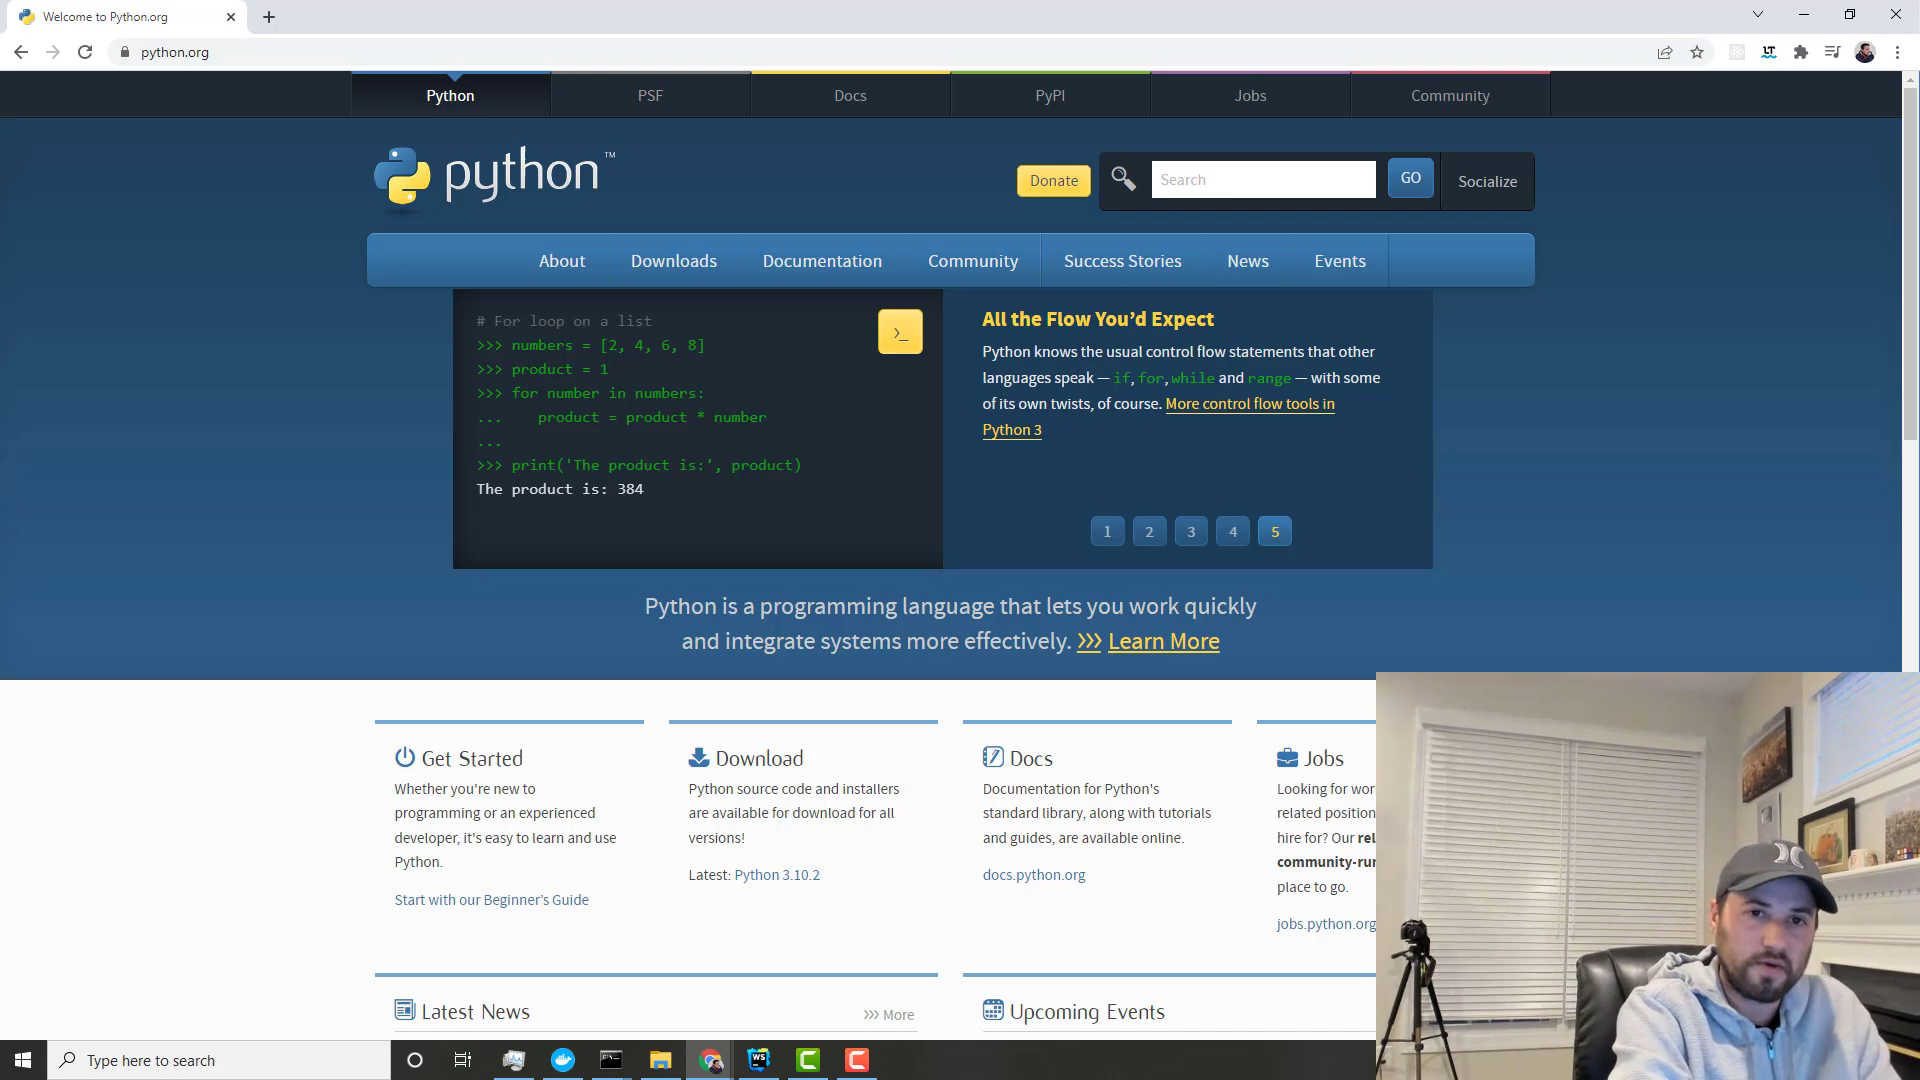 Welcome to Python.org
python.org
Python
PSF
Docs
PyPI
Jobs
Community
python™
Donate
Search
GO
Socialize
About
Downloads
Documentation
Community
Success Stories
News
Events
# For loop on a list
>>> numbers = [2, 4, 6, 8]
>>> product = 1
>>> for number in numbers:
...    product = product * number
...
>>> print('The product is:', product)
The product is: 384
>_
All the Flow You’d Expect
Python knows the usual control flow statements that other
languages speak — if, for, while and range — with some
of its own twists, of course. More control flow tools in
Python 3
1 2 3 4 5
Python is a programming language that lets you work quickly
and integrate systems more effectively. >>> Learn More
Get Started
Whether you're new to
programming or an experienced
developer, it's easy to learn and use
Python.
Start with our Beginner’s Guide
Download
Python source code and installers
are available for download for all
versions!
Latest: Python 3.10.2
Docs
Documentation for Python's
standard library, along with tutorials
and guides, are available online.
docs.python.org
Jobs
Looking for wor
related position
hire for? Our rel
community-run
place to go.
jobs.python.org
Latest News
>>> More
Upcoming Events
Type here to search
LT
WS
C
C